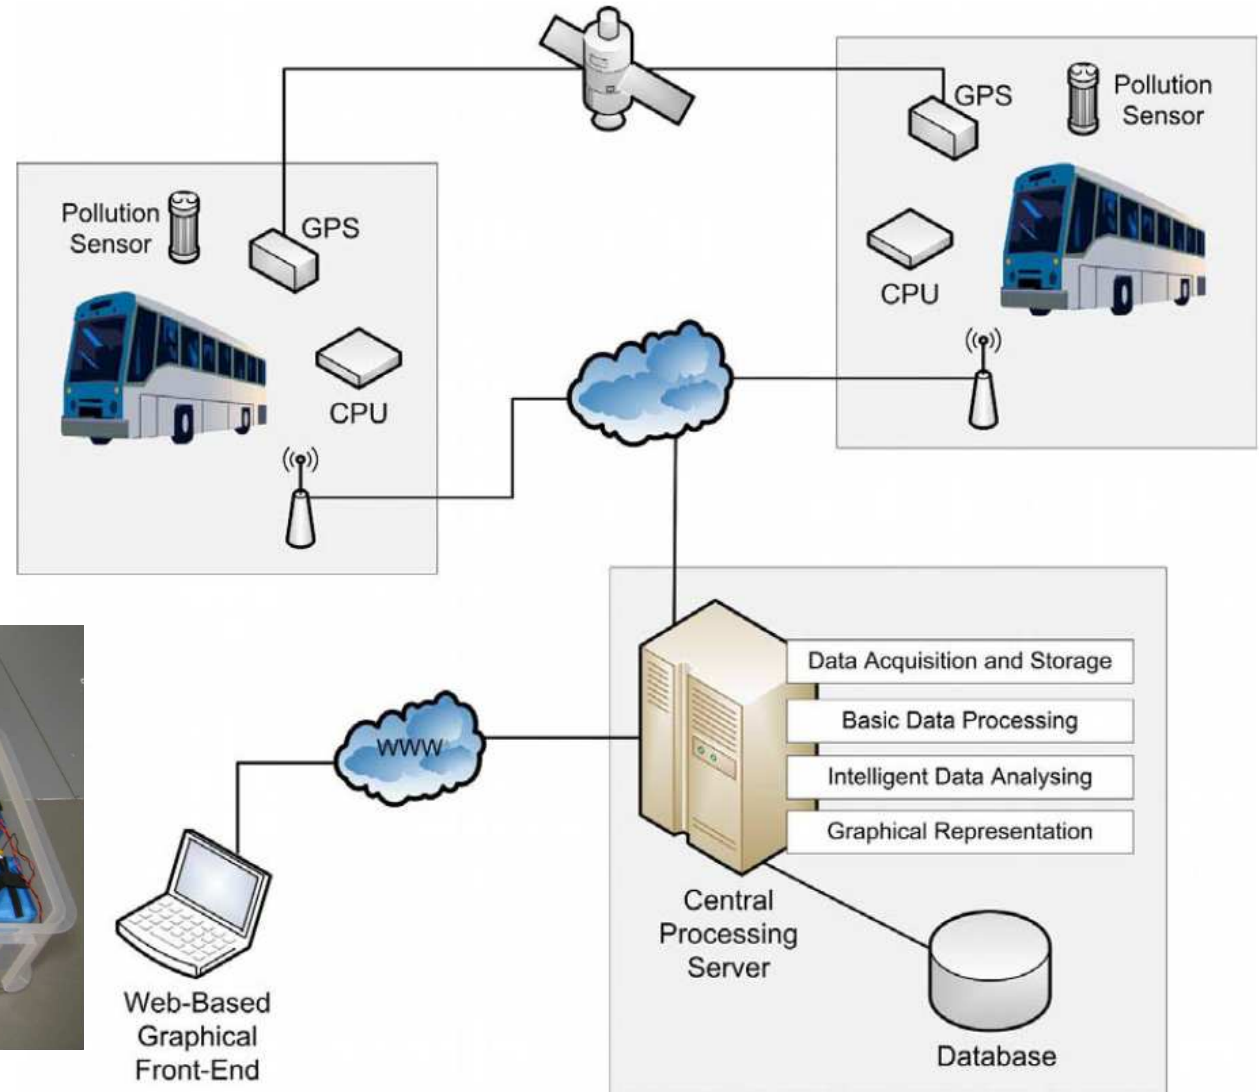 GPS
Pollution
Sensor
CPU
Pollution
Sensor
GPS
CPU
Data Acquisition and Storage
Basic Data Processing
Intelligent Data Analysing
Graphical Representation
WWW
Central
Processing
Server
Web-Based
Graphical
Front-End
Database